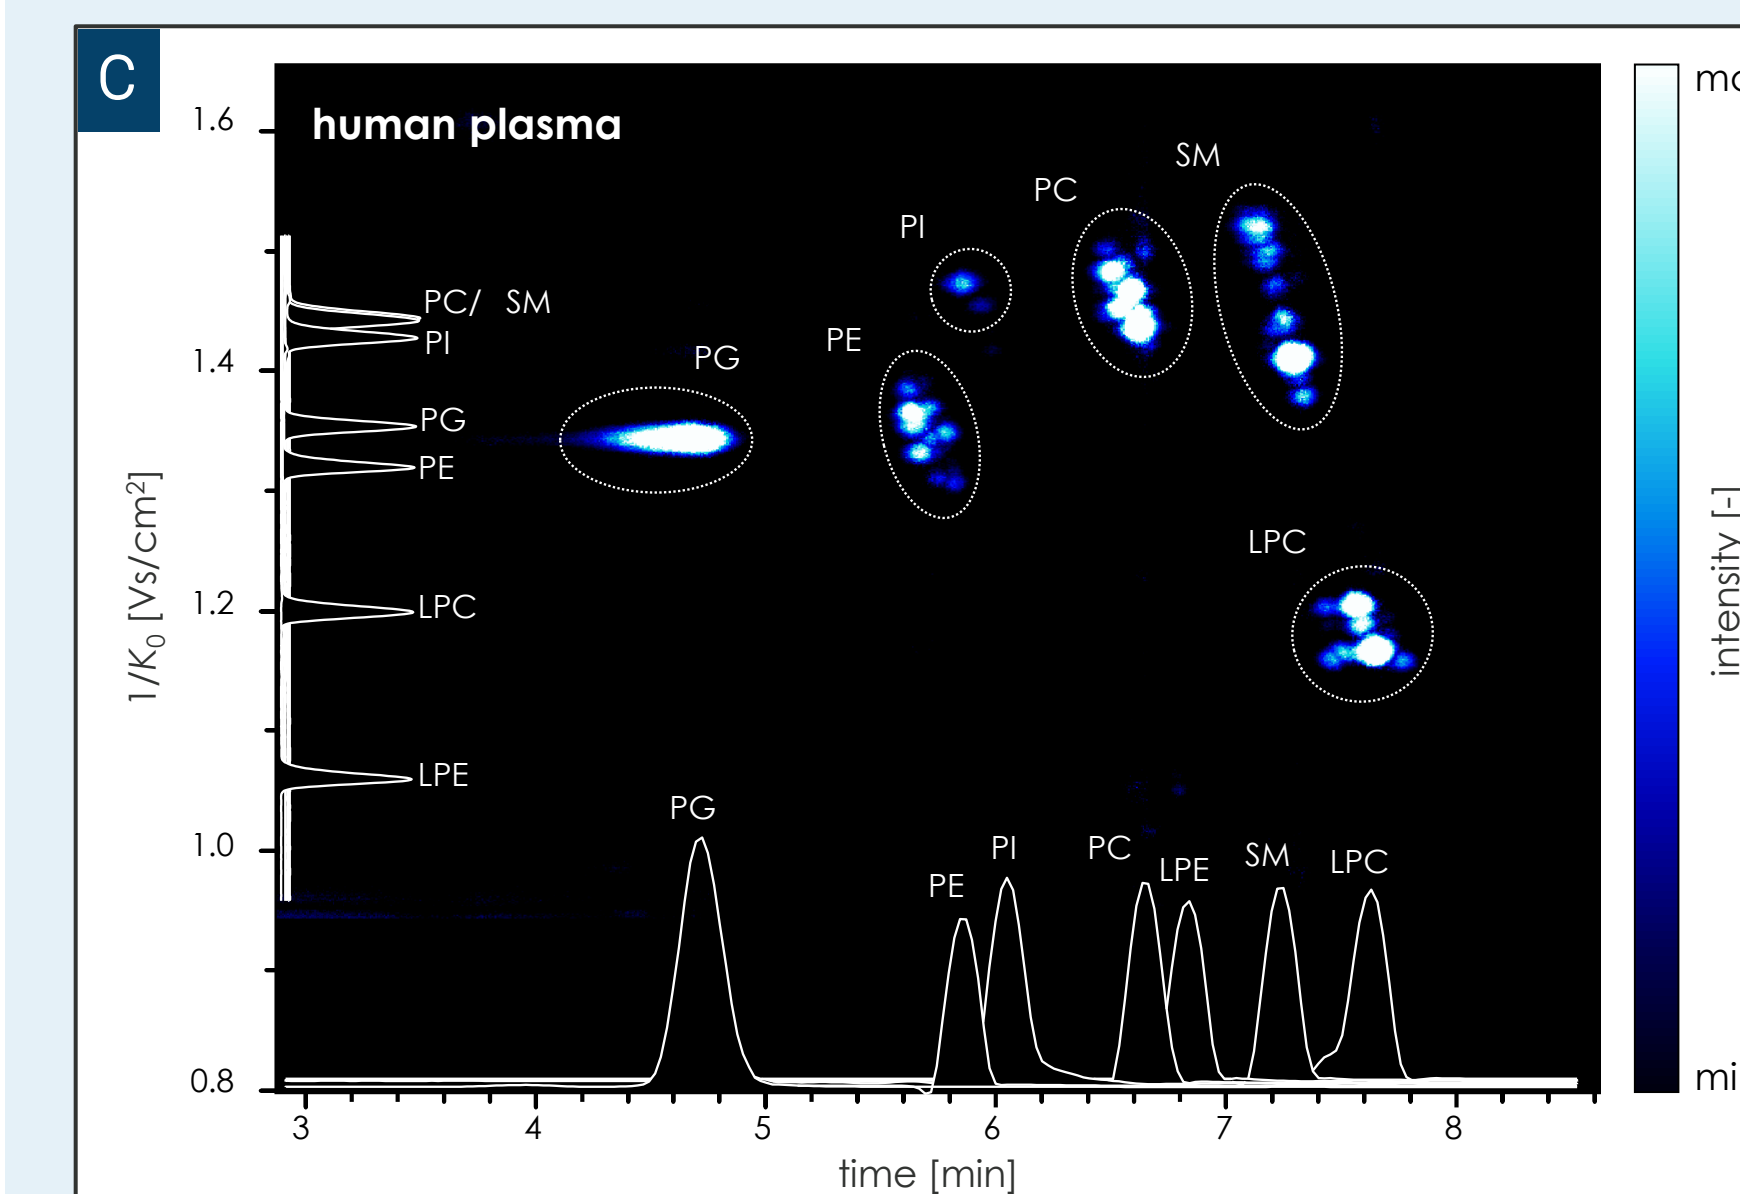 C
human plasma
1.6
1.4
1.2
1.0
0.8
1/K0 [Vs/cm²]
PC/ SM
PI
PG
PE
LPC
LPE
PG
PE
PI
PC
SM
LPC
PG
PE
PI
PC
LPE
SM
LPC
3 4 5 6 7 8
time [min]
intensity [-]